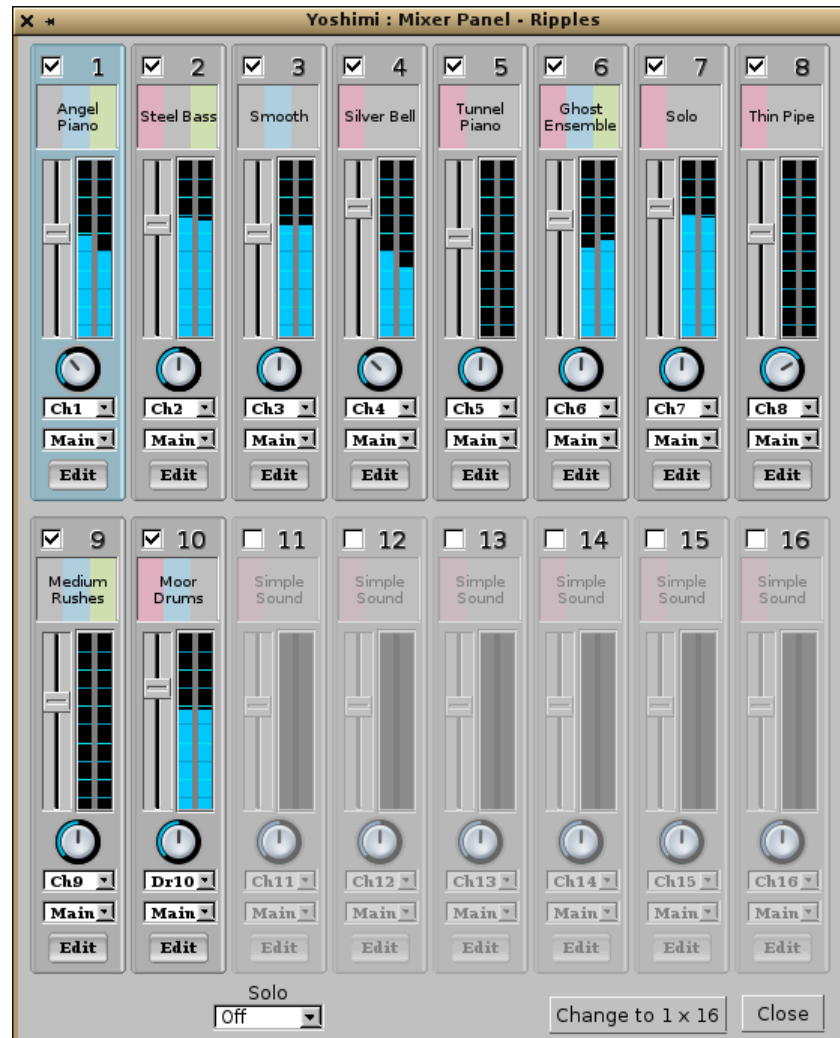 Yoshimi : Mixer Panel - Ripples
1 2 3 4 5 6 7 8
Angel Piano Steel Bass Smooth Silver Bell Tunnel Piano Ghost Ensemble Solo Thin Pipe
Ch1 Ch2 Ch3 Ch4 Ch5 Ch6 Ch7 Ch8
Main Main Main Main Main Main Main Main
Edit Edit Edit Edit Edit Edit Edit Edit
9 10 11 12 13 14 15 16
Medium Rushes Moor Drums Simple Sound Simple Sound Simple Sound Simple Sound Simple Sound Simple Sound
Ch9 Dr10 Ch11 Ch12 Ch13 Ch14 Ch15 Ch16
Main Main Main Main Main Main Main Main
Edit Edit Edit Edit Edit Edit Edit Edit
Solo
Off
Change to 1 x 16 Close